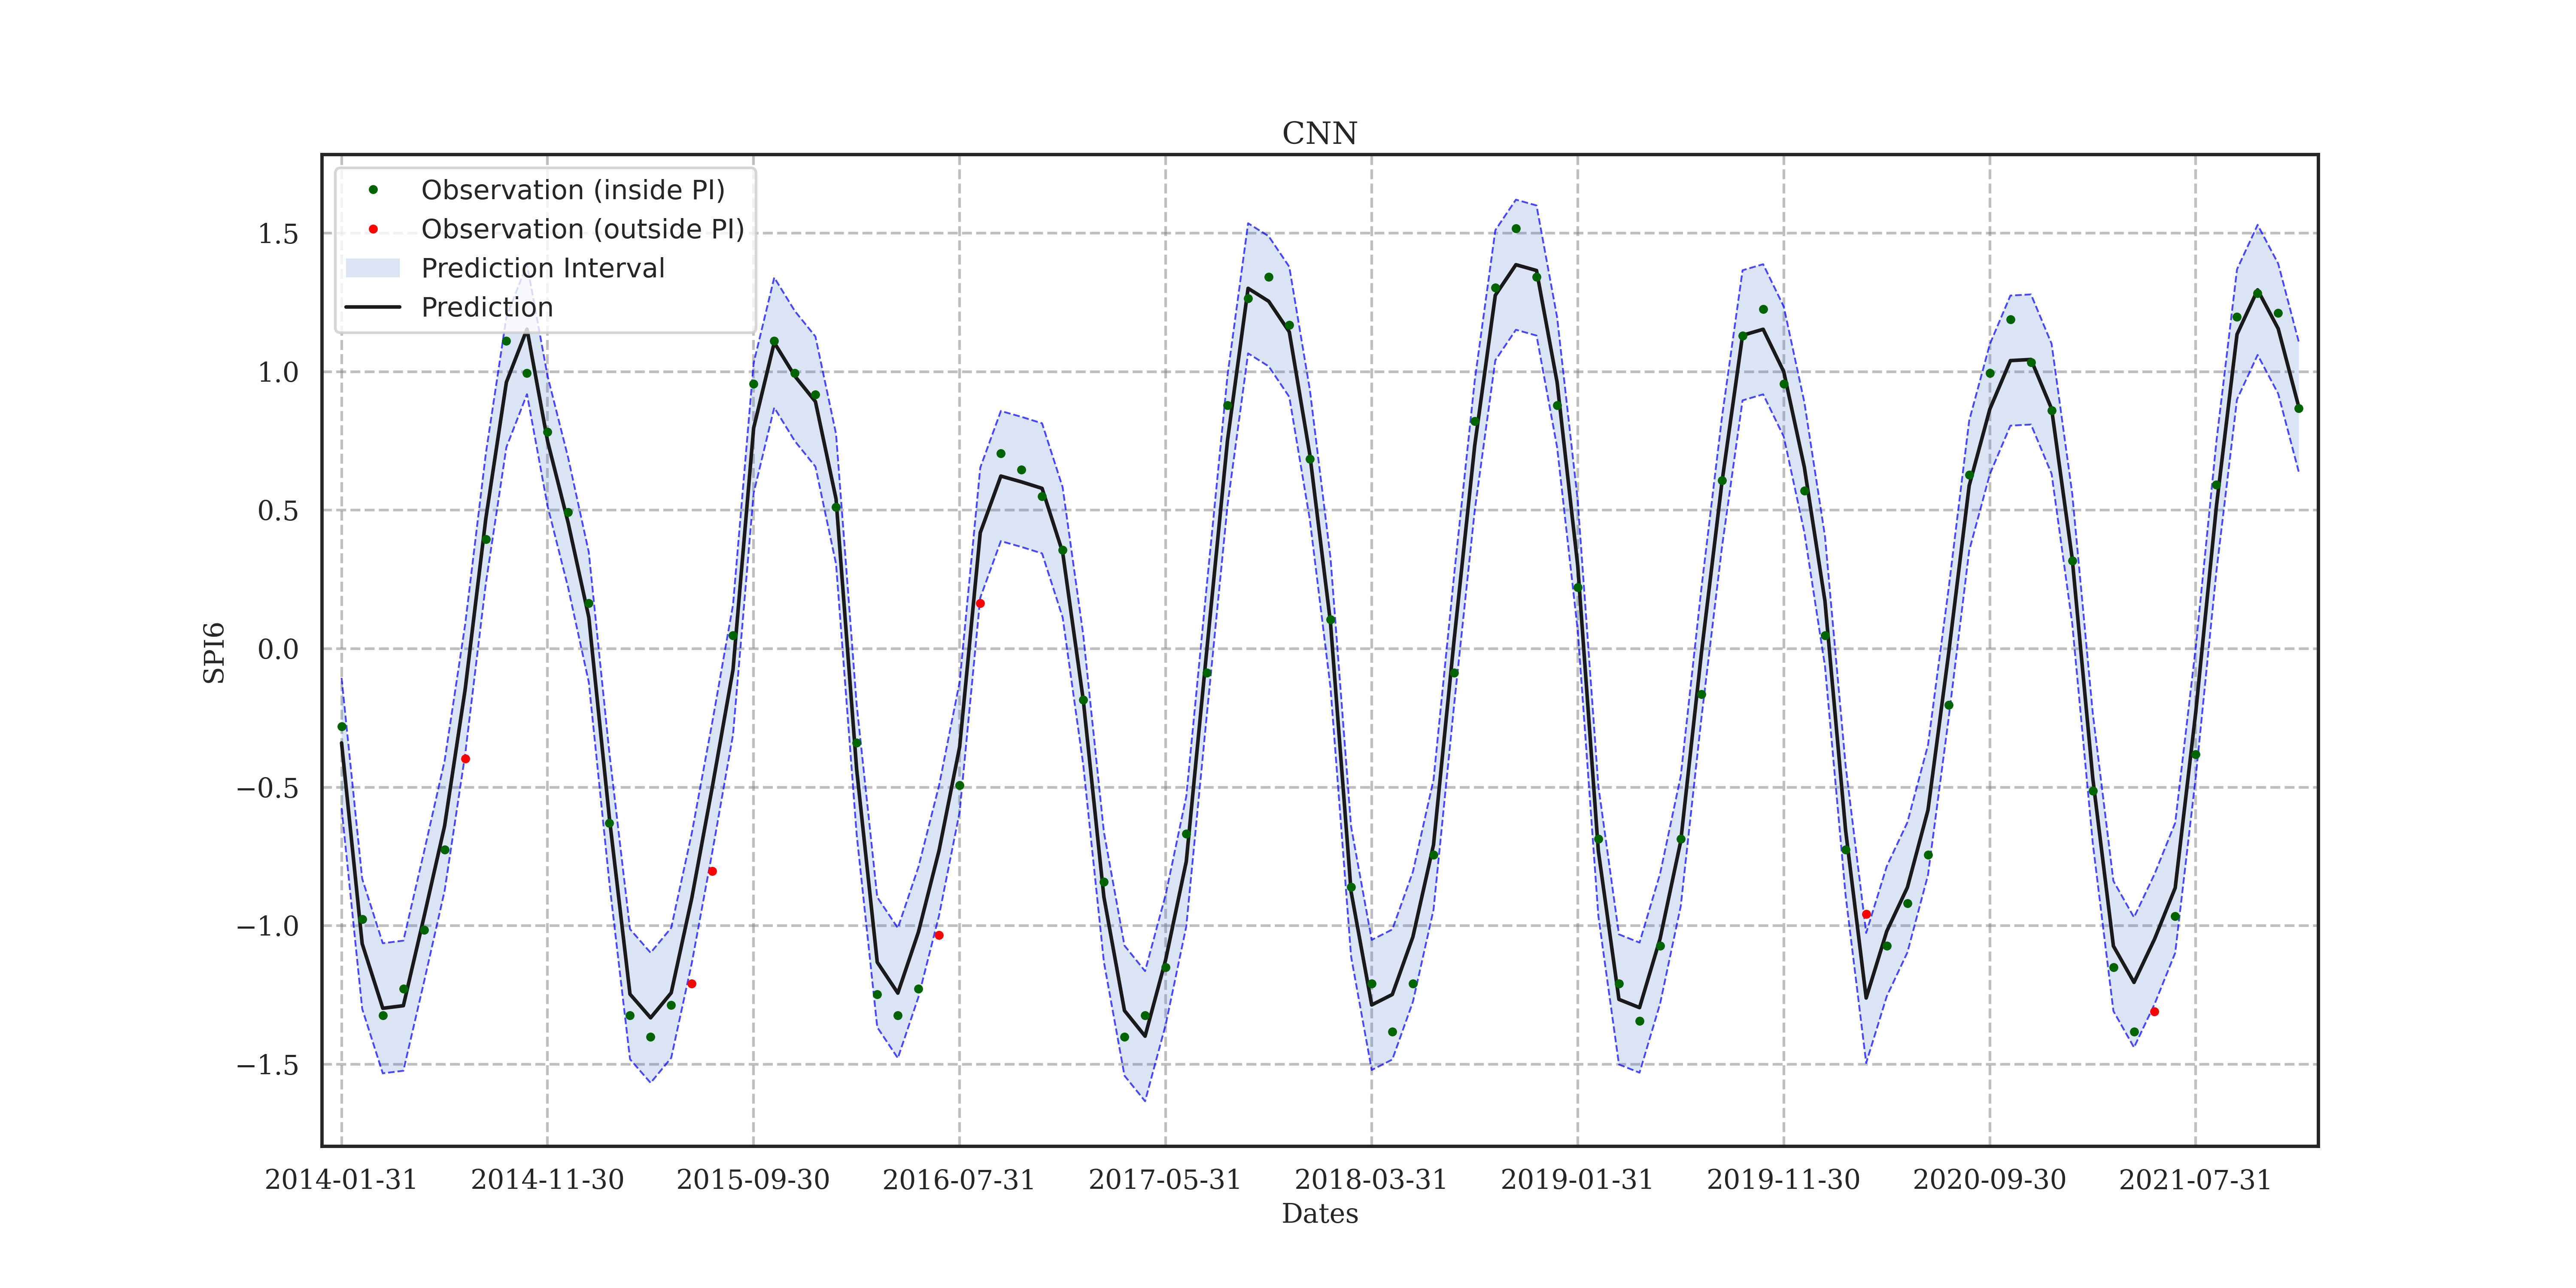 CNN
Observation (inside PI)
Observation (outside PI)
Prediction Interval
Prediction
1.5
1.0
0.5
0.0
−0.5
−1.0
−1.5
SPI6
2014-01-31 2014-11-30 2015-09-30 2016-07-31 2017-05-31 2018-03-31 2019-01-31 2019-11-30 2020-09-30 2021-07-31
Dates